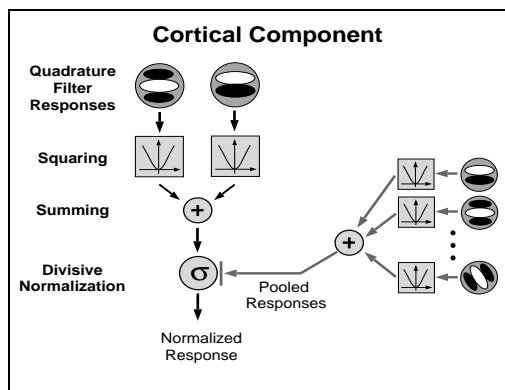 Cortical Component
Quadrature
Filter
Responses
Squaring
Summing
+
+
Divisive
Normalization
σ
Pooled
Responses
Normalized
Response